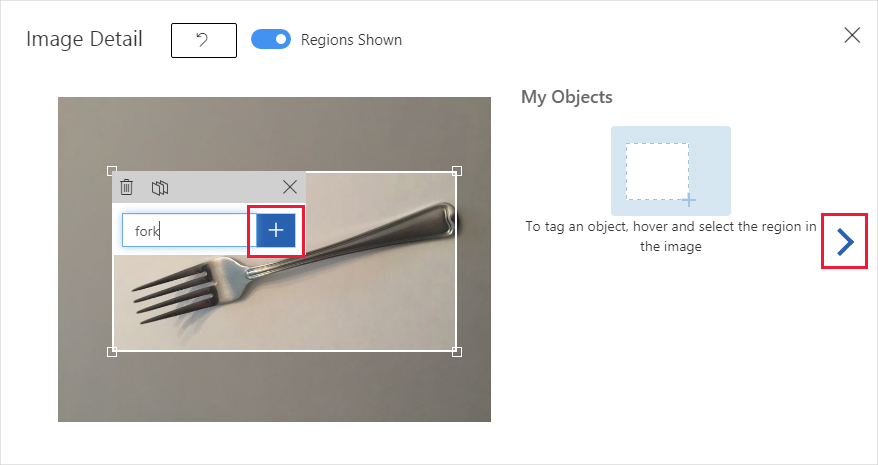 Image Detail
Regions Shown
My Objects
fork
To tag an object, hover and select the region in
the image